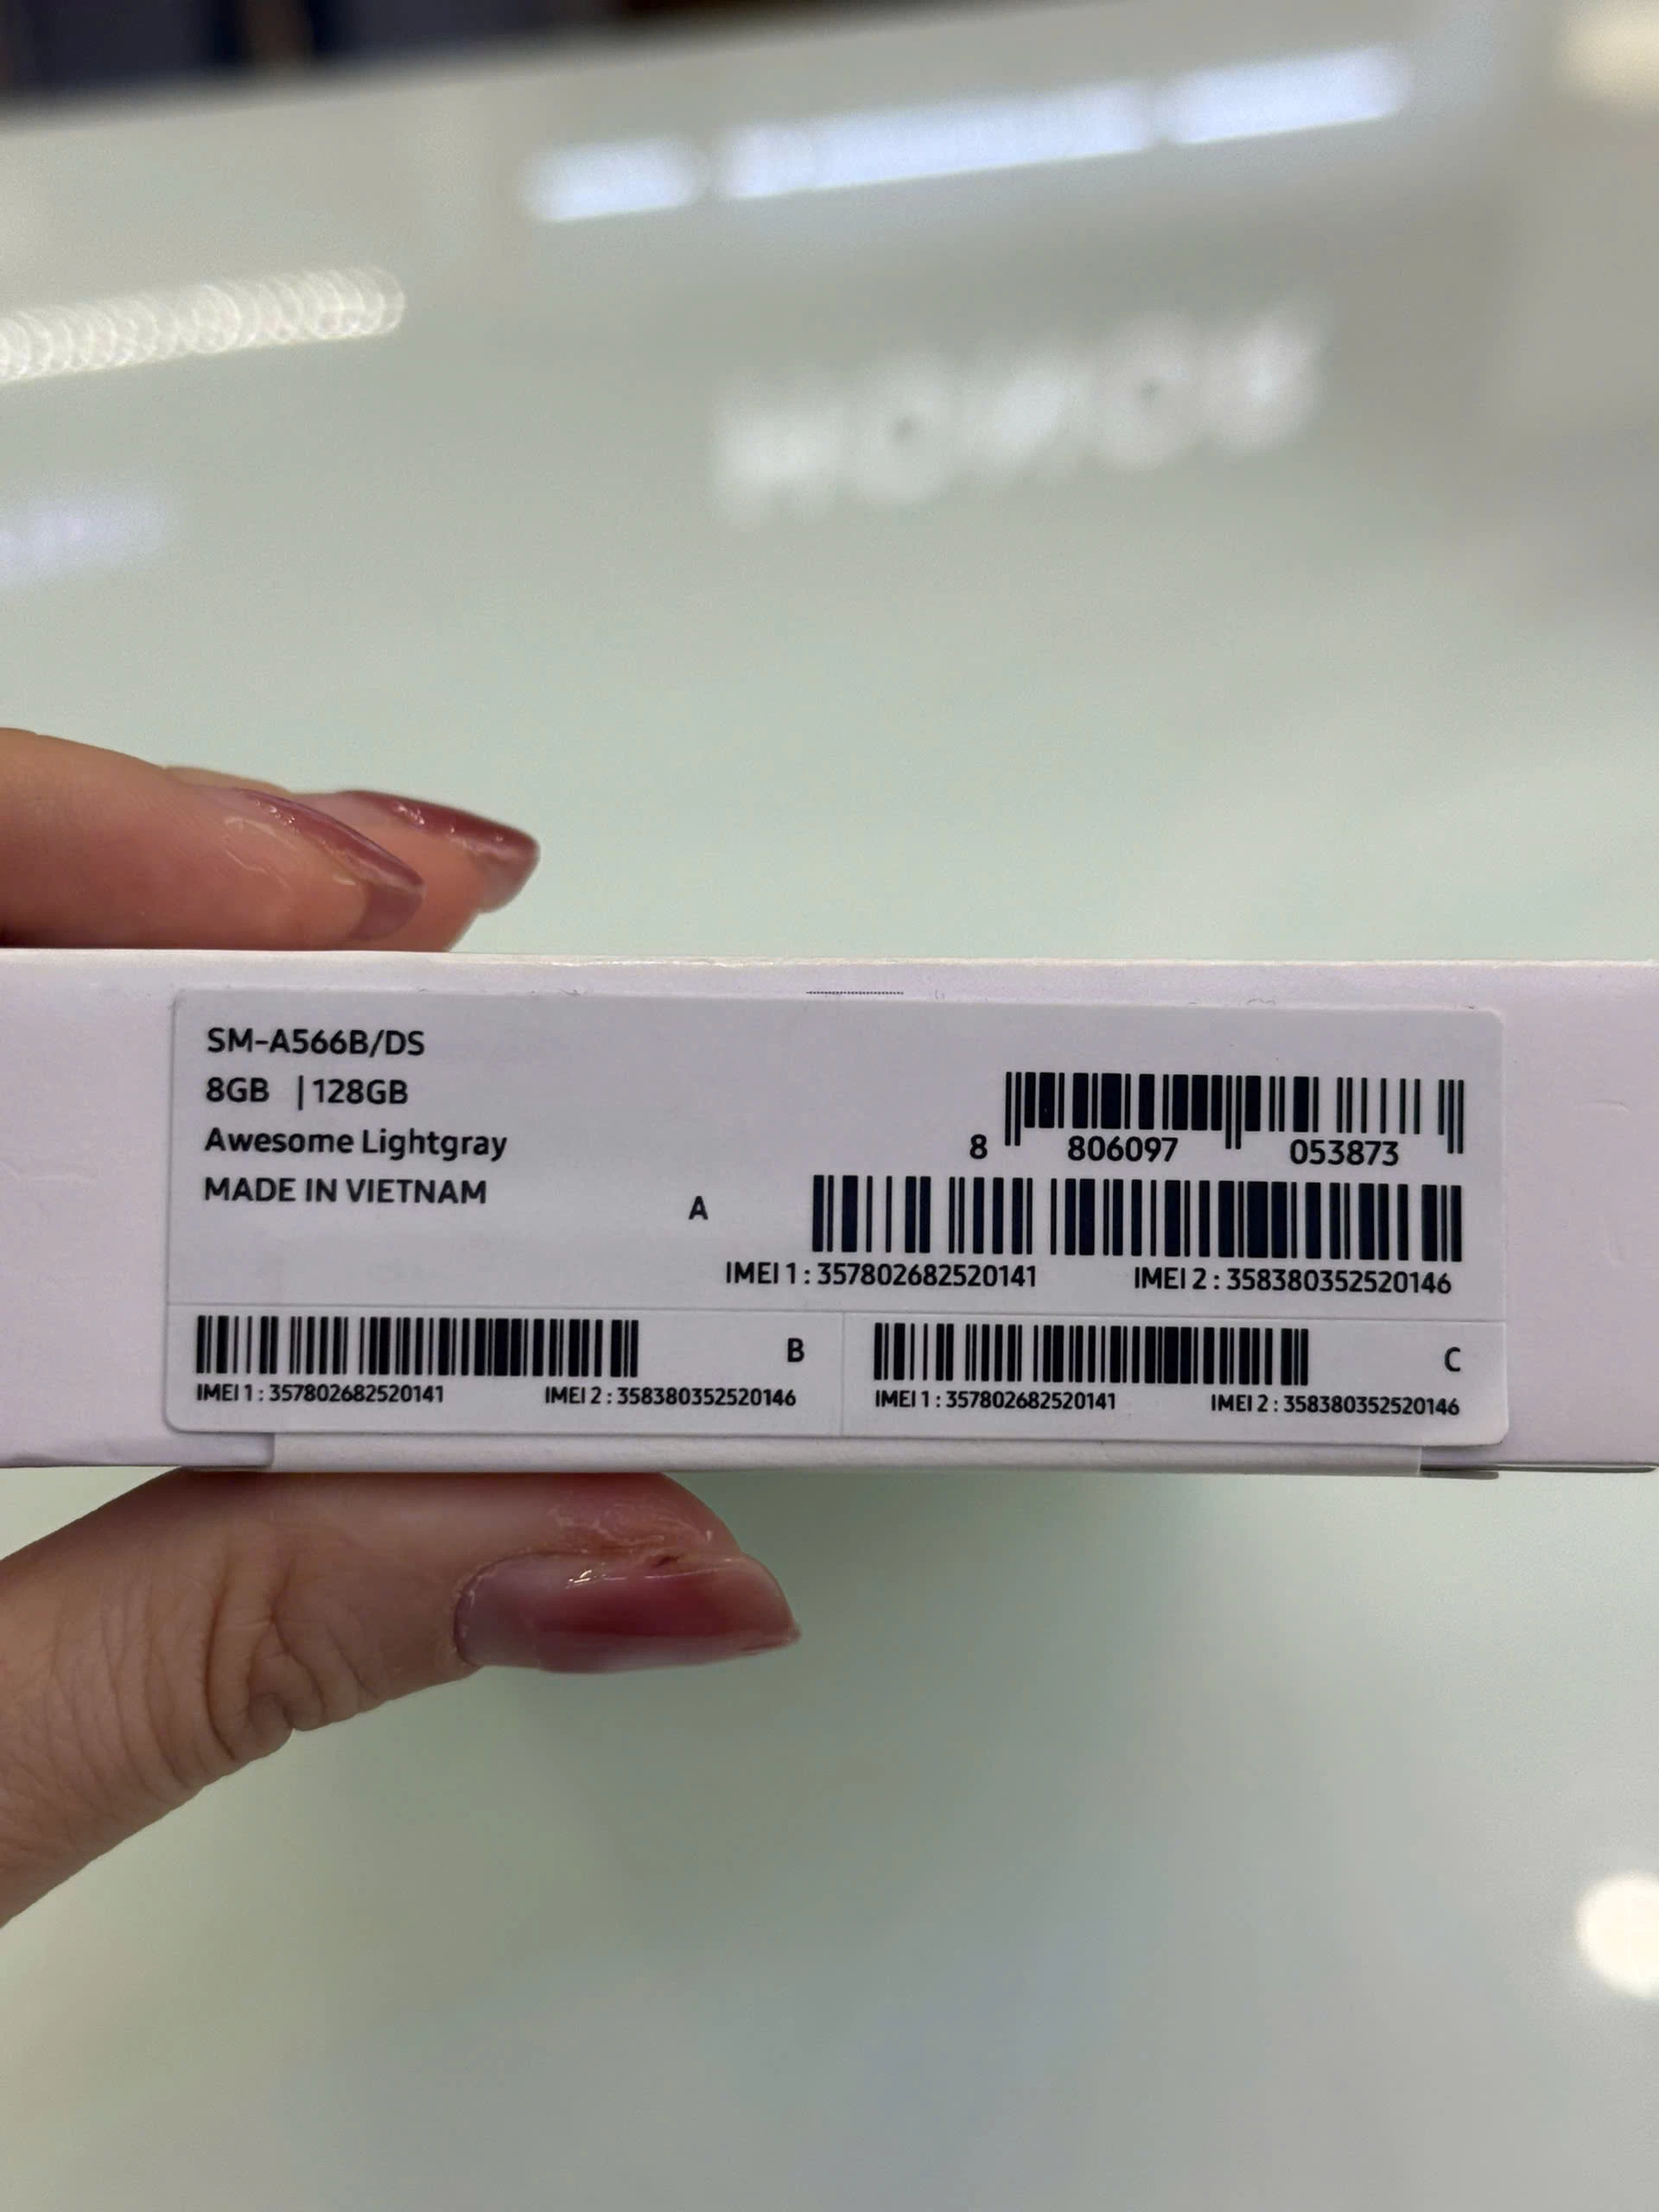 SM-A566B/DS
8GB | 128GB
Awesome Lightgray
MADE IN VIETNAM
8 806097 053873
A
IMEI 1 : 357802682520141 IMEI 2 : 358380352520146
B
IMEI 1 : 357802682520141 IMEI 2 : 358380352520146
C
IMEI 1 : 357802682520141 IMEI 2 : 358380352520146